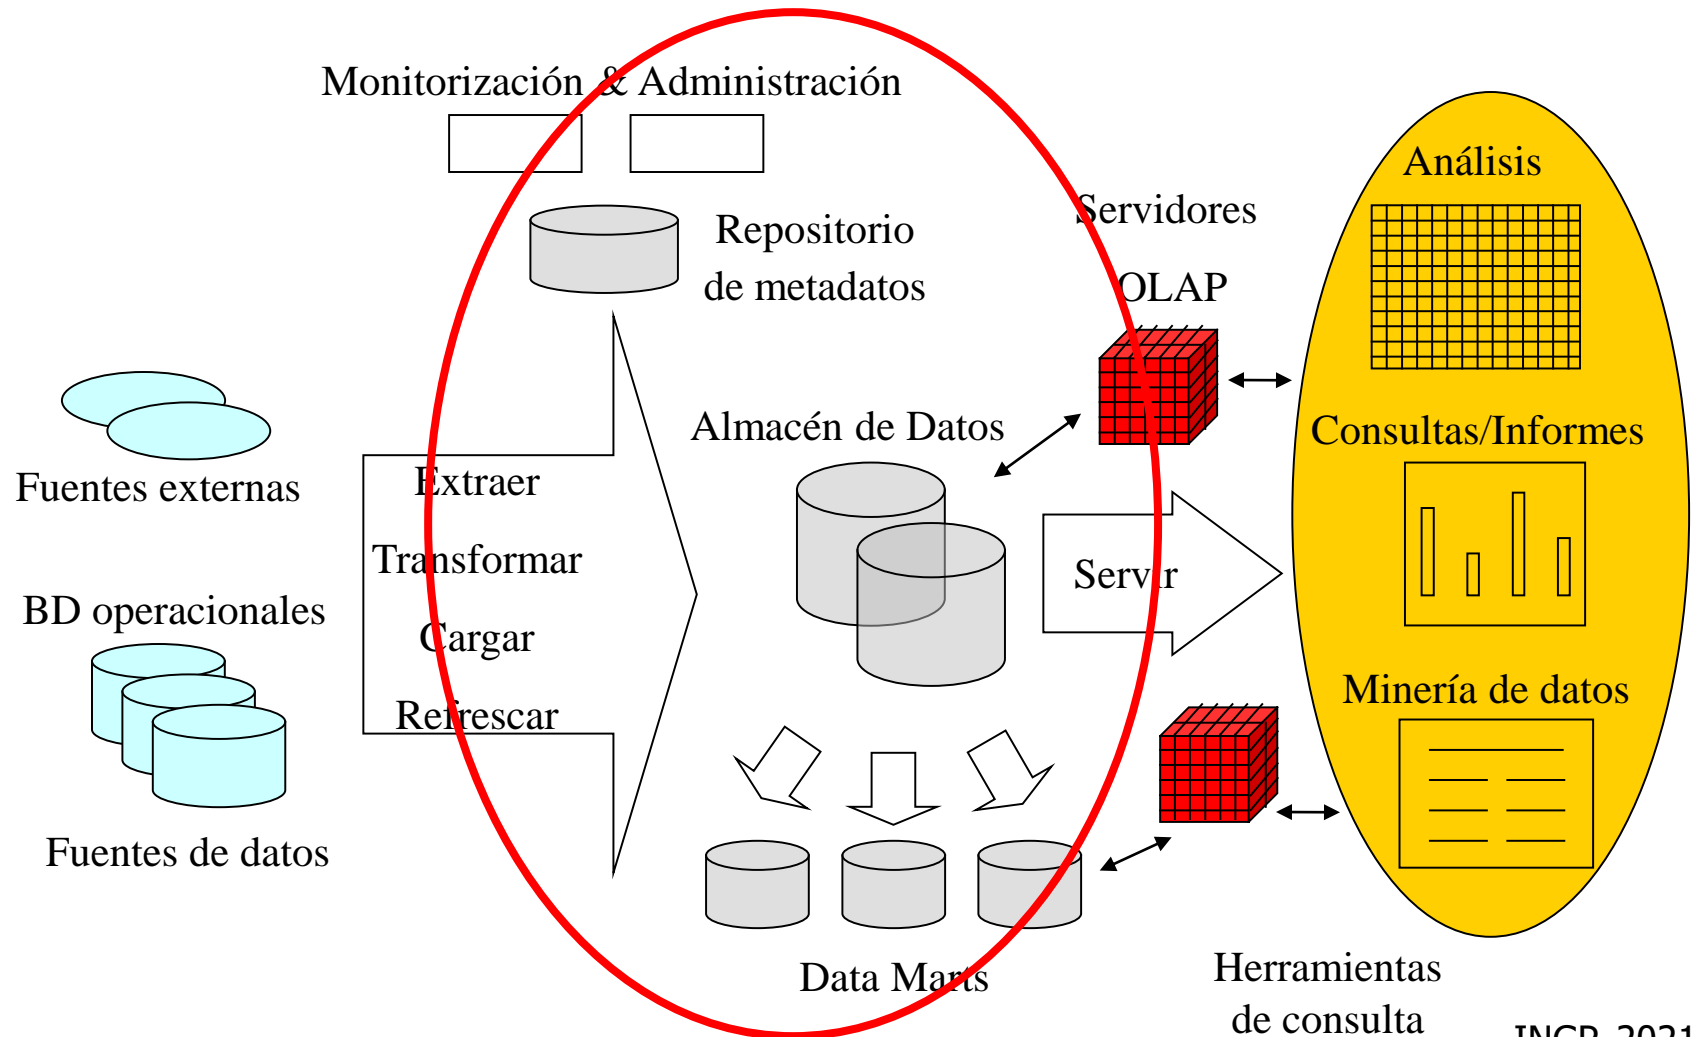 Monitorización & Administración
Análisis
Servidores
OLAP
Repositorio
de metadatos
Almacén de Datos
Consultas/Informes
Fuentes externas
Extraer
Transformar
Cargar
Refrescar
Servir
BD operacionales
Minería de datos
Fuentes de datos
Data Marts
Herramientas
de consulta